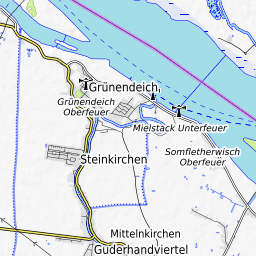 Grünendeich
Grünendeich
Oberfeuer
Mielstack Unterfeuer
Somfletherwisch
Oberfeuer
Steinkirchen
Mittelnkirchen
Guderhandviertel